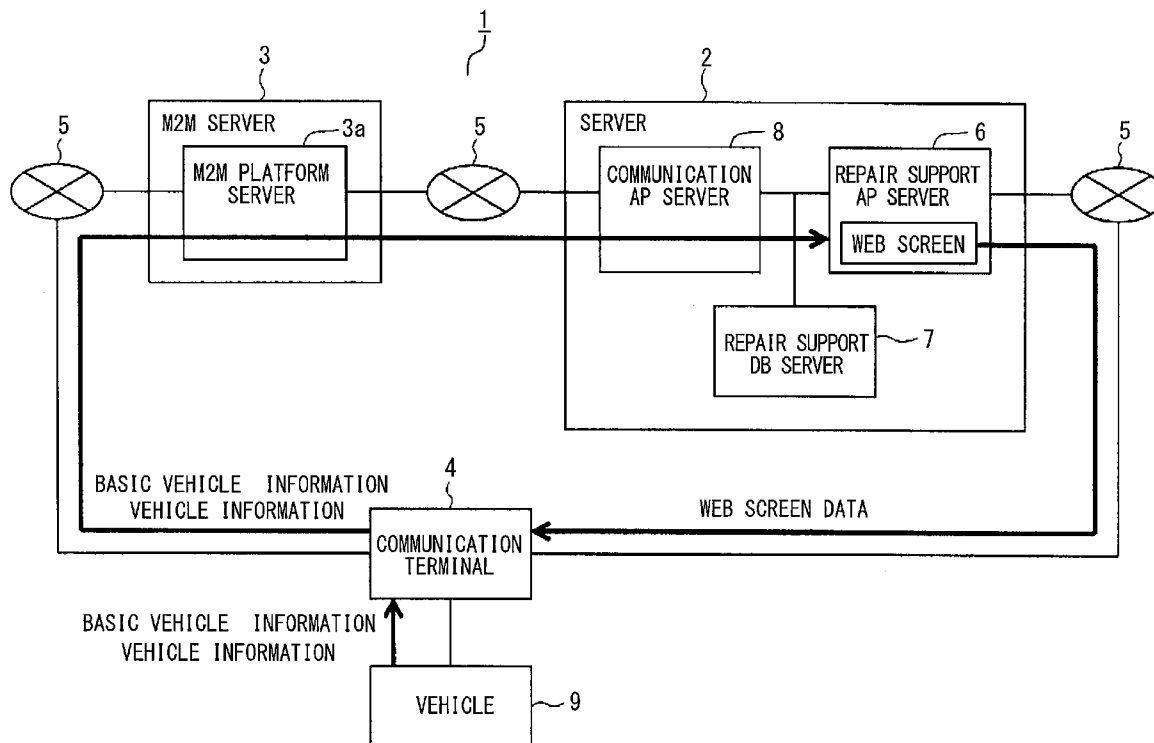 1
3
2
5
M2M SERVER
3a
5
SERVER
8
6
5
M2M PLATFORM
SERVER
COMMUNICATION
AP SERVER
REPAIR SUPPORT
AP SERVER
WEB SCREEN
REPAIR SUPPORT
DB SERVER
7
BASIC VEHICLE INFORMATION
VEHICLE INFORMATION
4
WEB SCREEN DATA
COMMUNICATION
TERMINAL
BASIC VEHICLE INFORMATION
VEHICLE INFORMATION
VEHICLE
9